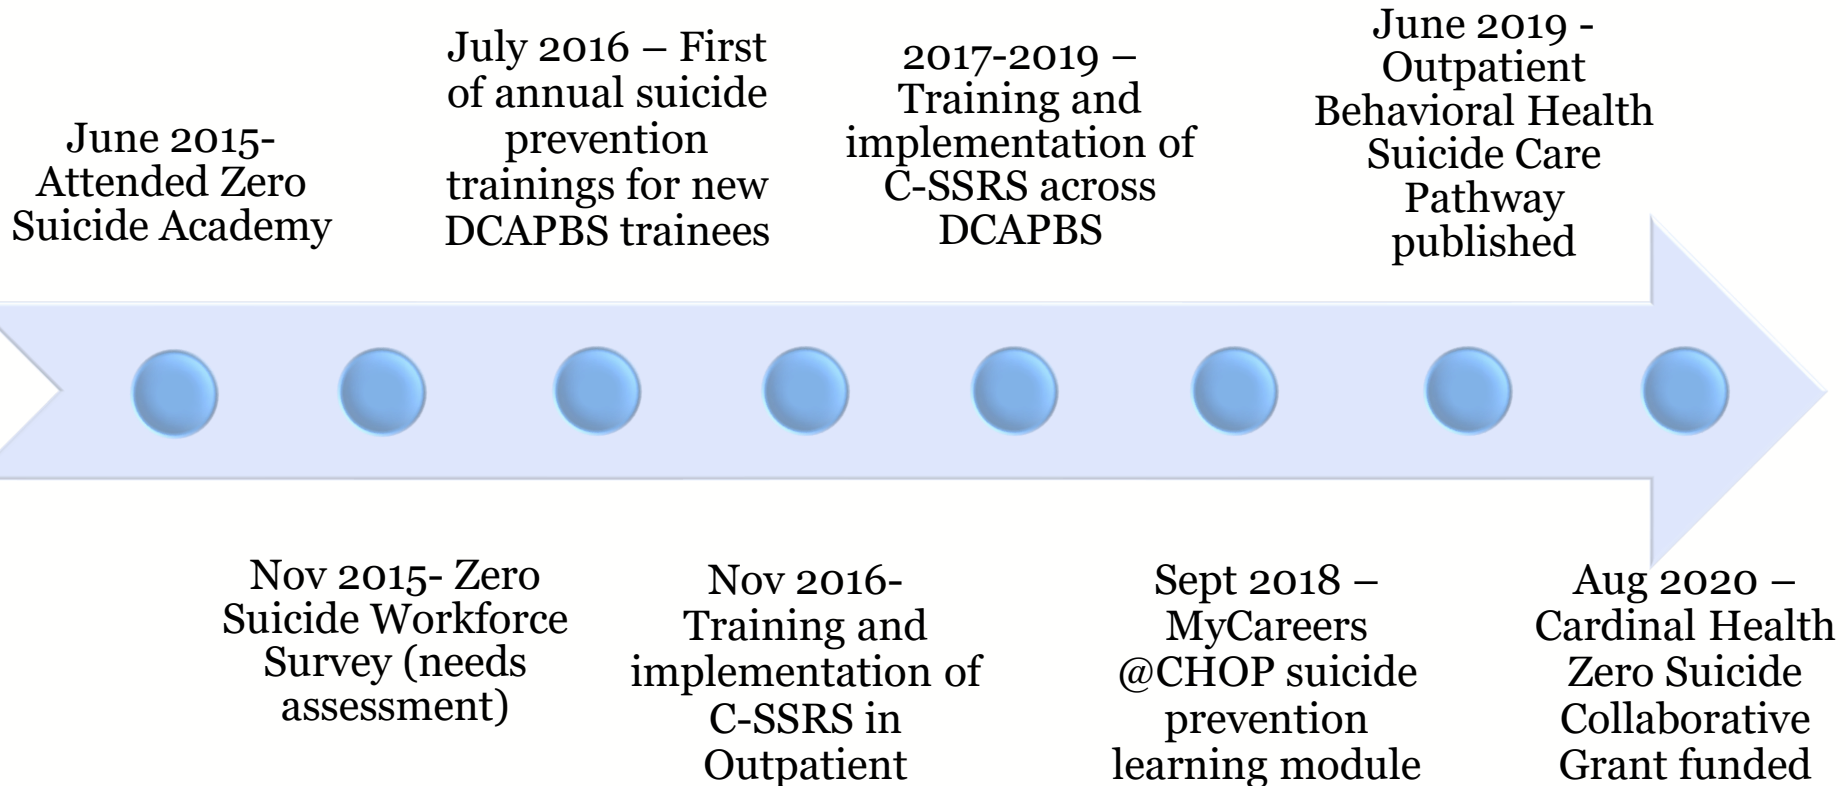 June 2015-
Attended Zero
Suicide Academy
Nov 2015- Zero
Suicide Workforce
Survey (needs
assessment)
July 2016 – First
of annual suicide
prevention
trainings for new
DCAPBS trainees
Nov 2016-
Training and
implementation of
C-SSRS in
Outpatient
2017-2019 –
Training and
implementation of
C-SSRS across
DCAPBS
Sept 2018 –
MyCareers
@CHOP suicide
prevention
learning module
June 2019 -
Outpatient
Behavioral Health
Suicide Care
Pathway
published
Aug 2020 –
Cardinal Health
Zero Suicide
Collaborative
Grant funded